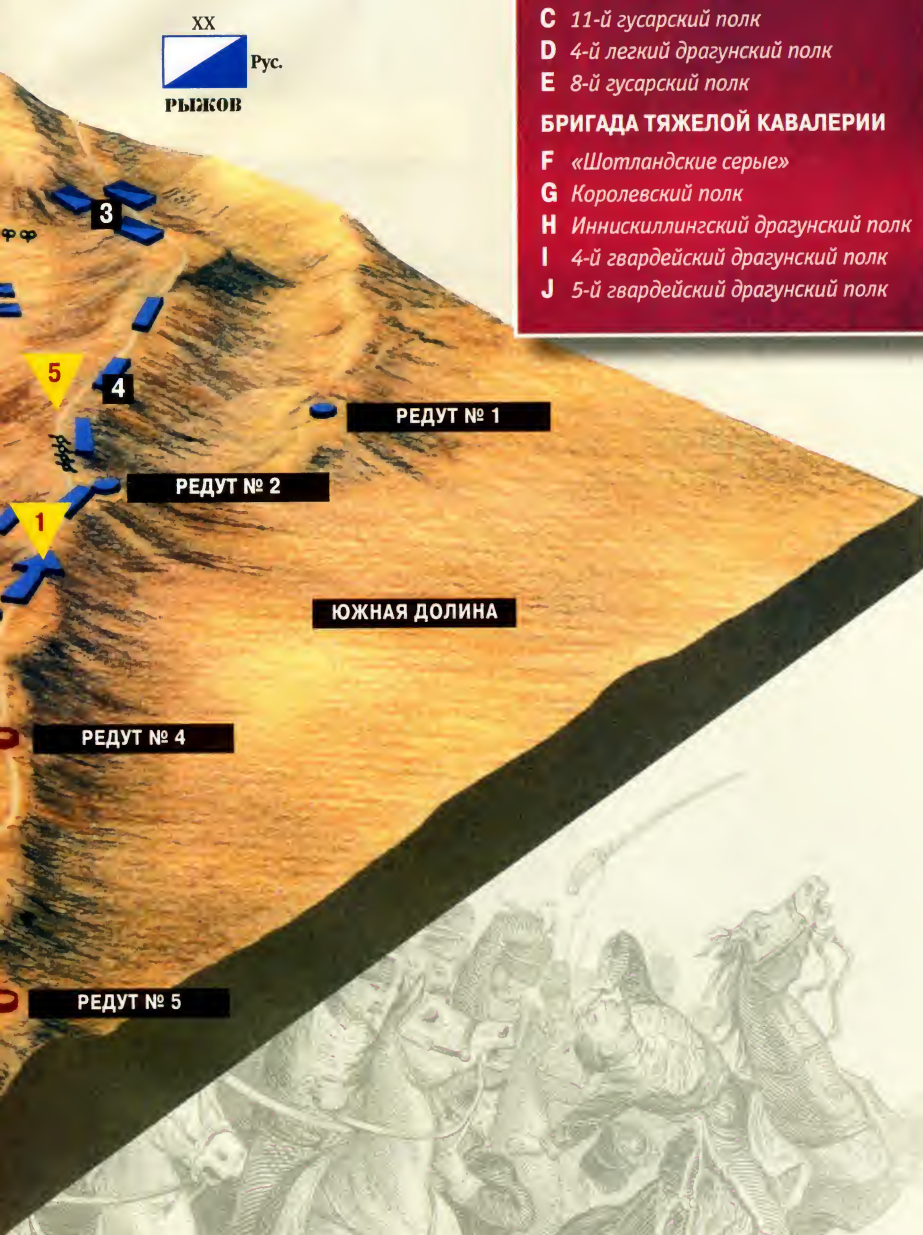 XX
Рус.
РЫЖОВ
C 11-й гусарский полк
D 4-й легкий драгунский полк
E 8-й гусарский полк
БРИГАДА ТЯЖЕЛОЙ КАВАЛЕРИИ
F «Шотландские серые»
G Королевский полк
H Иннискиллингский драгунский полк
I 4-й гвардейский драгунский полк
J 5-й гвардейский драгунский полк
3
5
4
РЕДУТ № 1
РЕДУТ № 2
1
ЮЖНАЯ ДОЛИНА
РЕДУТ № 4
РЕДУТ № 5